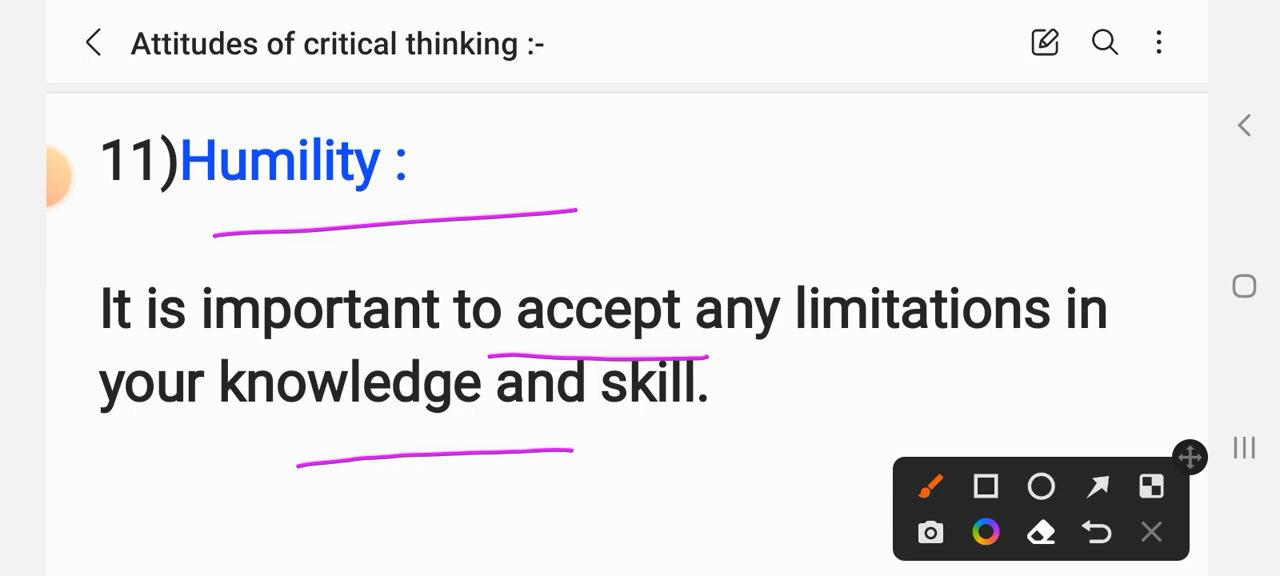 Attitudes of critical thinking :-
11)Humility :
It is important to accept any limitations in
your knowledge and skill.